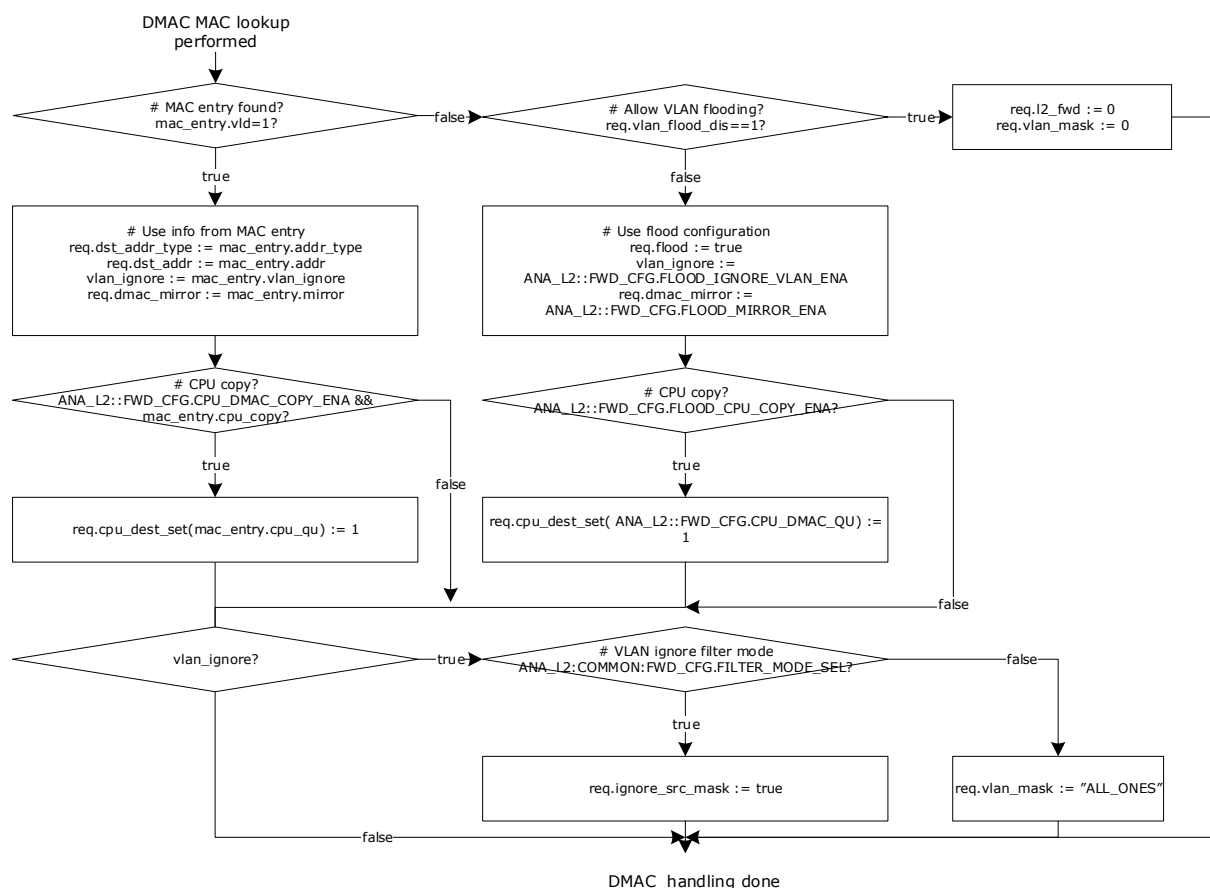 DMAC MAC lookup
performed
# MAC entry found?
mac_entry.vld=1?
false
# Allow VLAN flooding?
req.vlan_flood_dis==1?
true
req.l2_fwd := 0
req.vlan_mask := 0
true
false
# Use info from MAC entry
req.dst_addr_type := mac_entry.addr_type
req.dst_addr := mac_entry.addr
vlan_ignore := mac_entry.vlan_ignore
req.dmac_mirror := mac_entry.mirror
# Use flood configuration
req.flood := true
vlan_ignore :=
ANA_L2::FWD_CFG.FLOOD_IGNORE_VLAN_ENA
req.dmac_mirror :=
ANA_L2::FWD_CFG.FLOOD_MIRROR_ENA
# CPU copy?
ANA_L2::FWD_CFG.CPU_DMAC_COPY_ENA &&
mac_entry.cpu_copy?
# CPU copy?
ANA_L2::FWD_CFG.FLOOD_CPU_COPY_ENA?
true
false
true
req.cpu_dest_set(mac_entry.cpu_qu) := 1
req.cpu_dest_set( ANA_L2::FWD_CFG.CPU_DMAC_QU) :=
1
false
vlan_ignore?
true
# VLAN ignore filter mode
ANA_L2:COMMON:FWD_CFG.FILTER_MODE_SEL?
false
true
req.ignore_src_mask := true
req.vlan_mask := ”ALL_ONES”
false
DMAC handling done